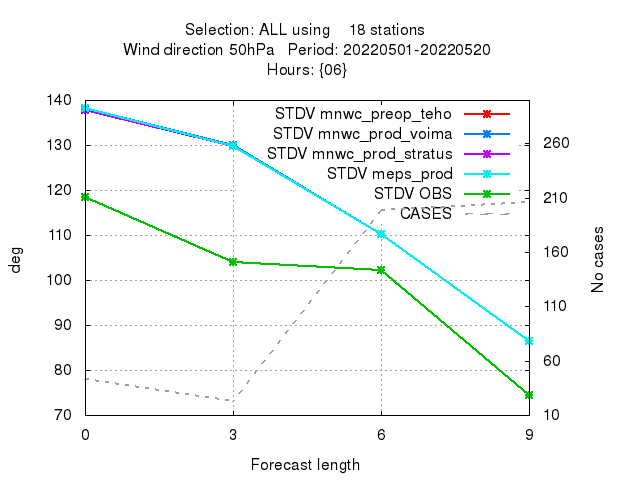 Selection: ALL using 18 stations
Wind direction 50hPa Period: 20220501-20220520
Hours: {06}
STDV mnwc_preop_teho
STDV mnwc_prod_voima
STDV mnwc_prod_stratus
STDV meps_prod
STDV OBS
CASES
deg
140
130
120
110
100
90
80
70
No cases
260
210
160
110
60
10
0 3 6 9
Forecast length